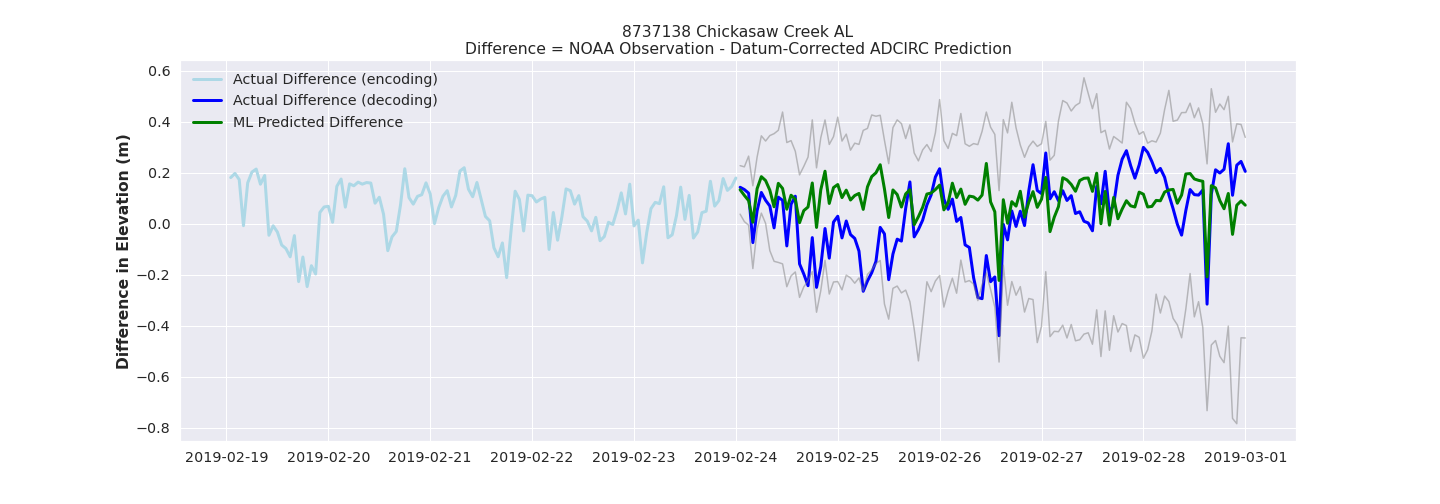 8737138 Chickasaw Creek AL
Difference = NOAA Observation - Datum-Corrected ADCIRC Prediction
Actual Difference (encoding)
Actual Difference (decoding)
ML Predicted Difference
Difference in Elevation (m)
0.6
0.4
0.2
0.0
−0.2
−0.4
−0.6
−0.8
2019-02-19 2019-02-20 2019-02-21 2019-02-22 2019-02-23 2019-02-24 2019-02-25 2019-02-26 2019-02-27 2019-02-28 2019-03-01